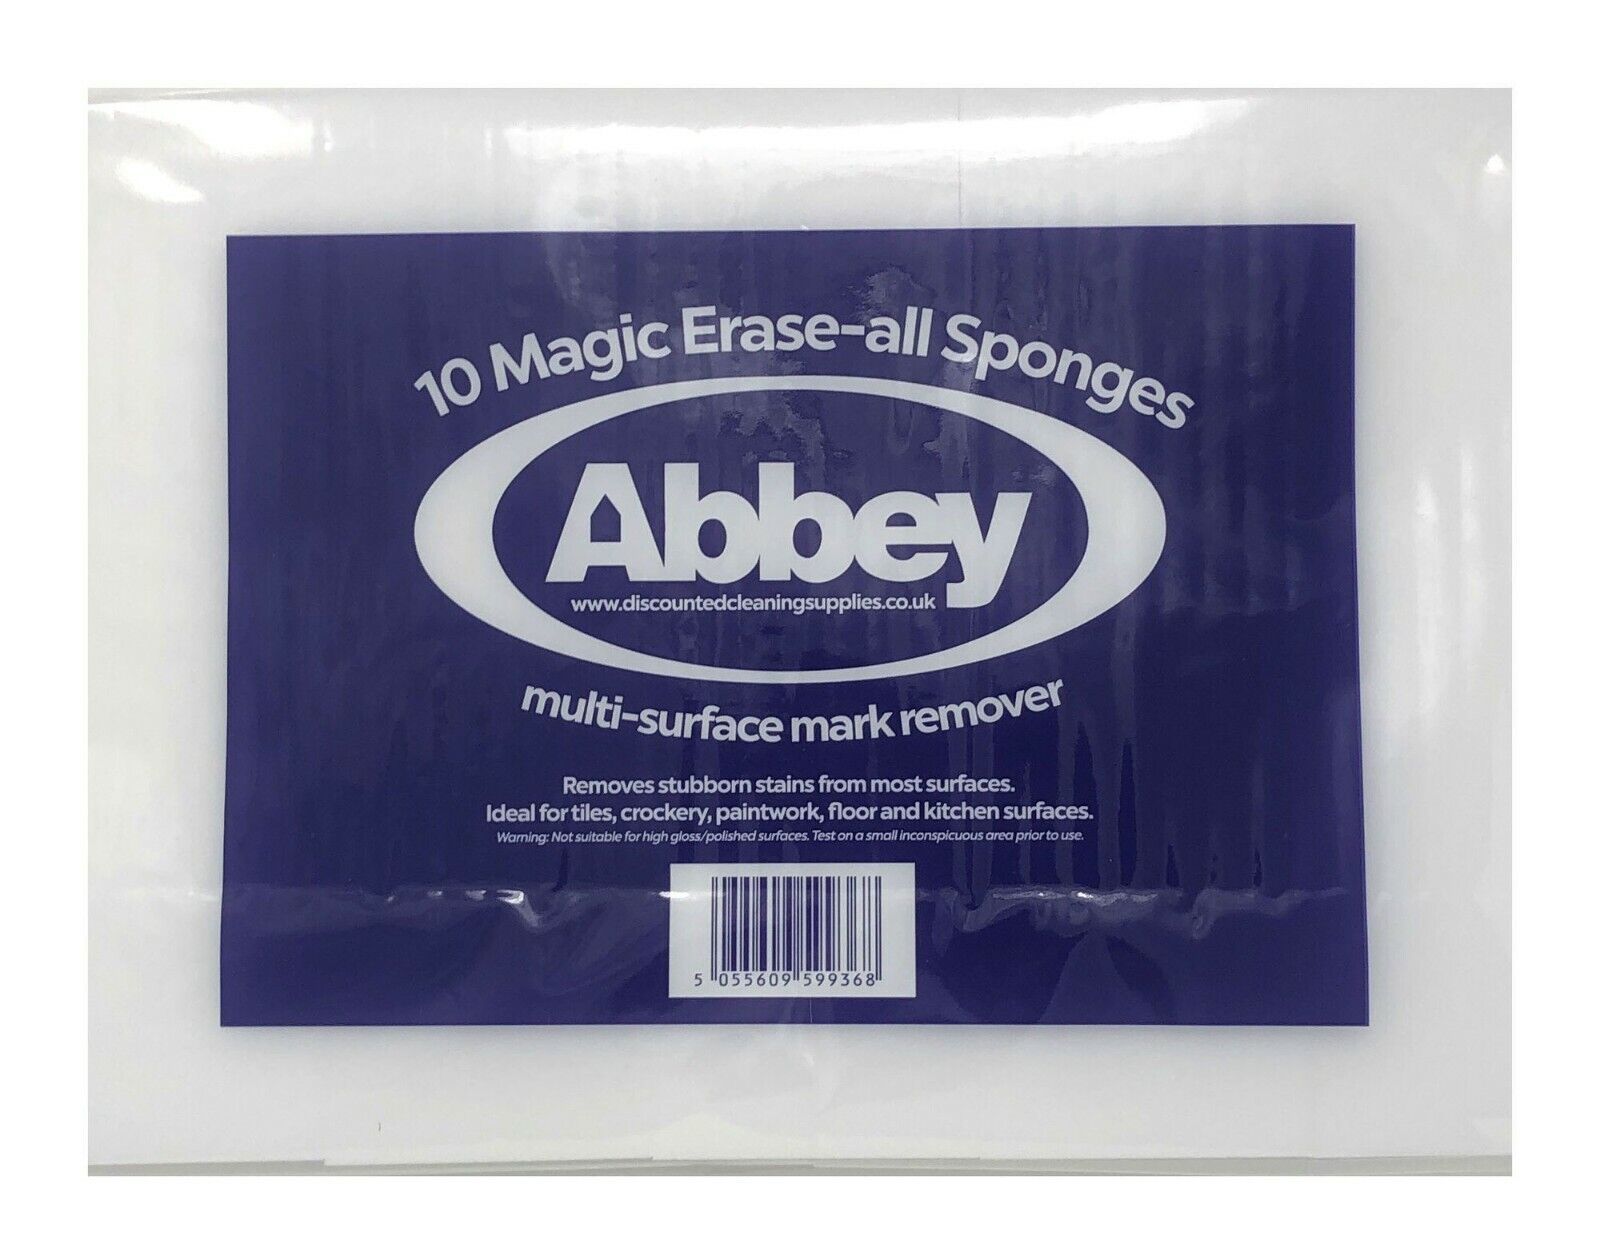 10 Magic Erase-all Sponges
Abbey
www.discountedcleaningsupplies.co.uk
multi-surface mark remover
Removes stubborn stains from most surfaces.
Ideal for tiles, crockery, paintwork, floor and kitchen surfaces.
Warning: Not suitable for high gloss/polished surfaces. Test on a small inconspicuous area prior to use.
5 055609 599368